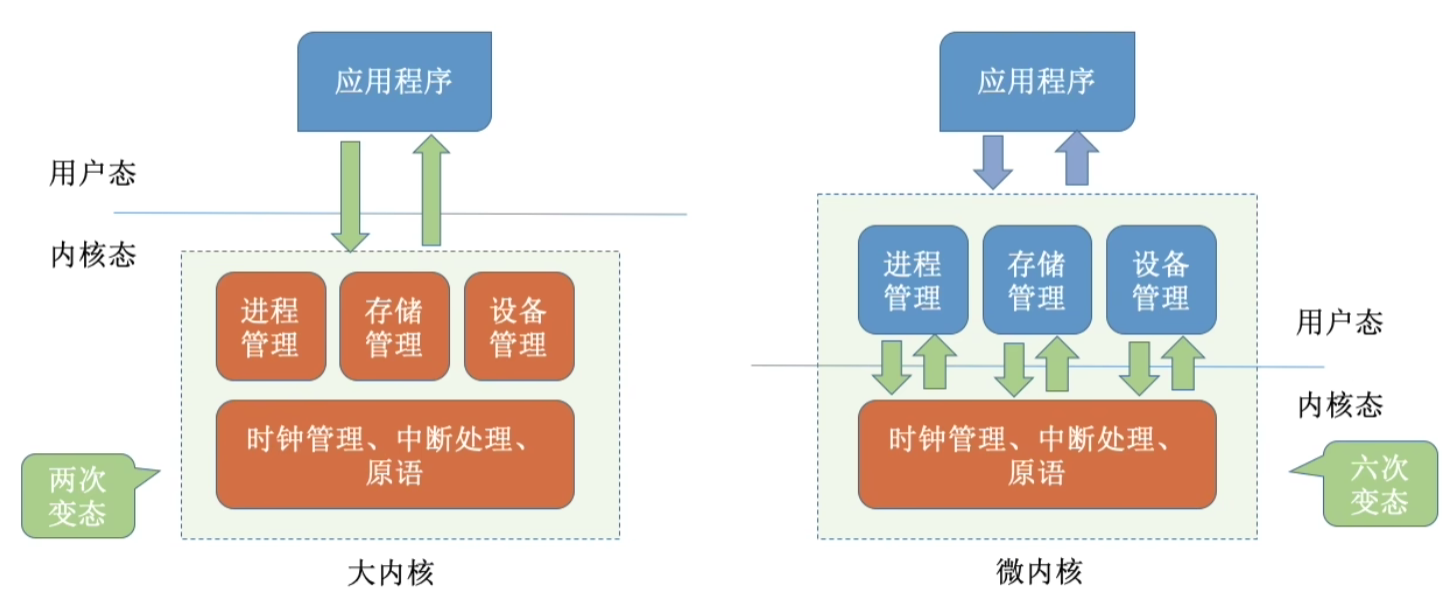 应用程序
用户态
内核态
进程
管理
存储
管理
设备
管理
时钟管理、中断处理、
原语
两次
变态
大内核
应用程序
进程
管理
存储
管理
设备
管理
用户态
内核态
时钟管理、中断处理、
原语
六次
变态
微内核